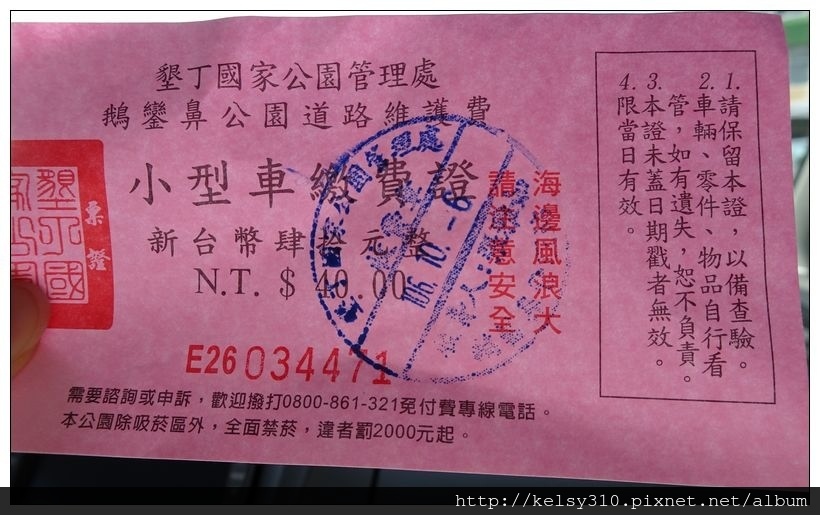 墾丁國家公園管理處
鵝鑾鼻公園道路維護費
小型車繳費證
新台幣肆拾元整
N.T. $ 40.00
E26 034471
需要諮詢或申訴，歡迎撥打0800-861-321免付費專線電話。
本公園除吸菸區外，全面禁菸，違者罰2000元起。
票證
106.10.-6
海邊風浪大
請注意安全
1.請保留本證，以備查驗。
2.車輛、零件、物品自行看
管，如有遺失，恕不負責。
3.本證未蓋日期戳者無效。
4.限當日有效。
http://kelsy310.pixnet.net/album